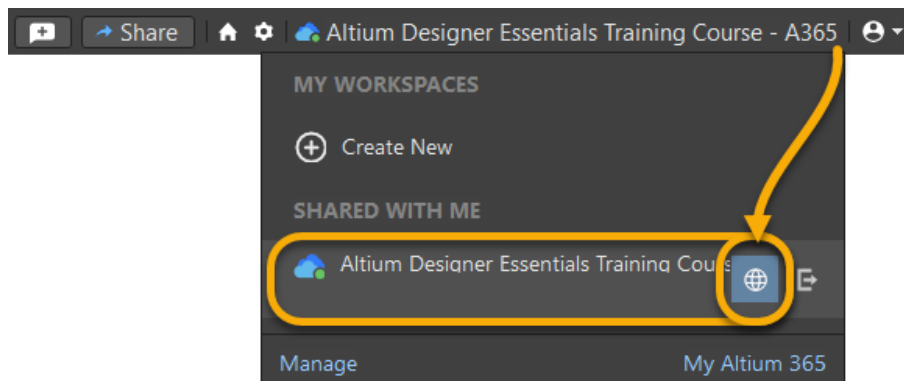 Share
Altium Designer Essentials Training Course - A365
MY WORKSPACES
Create New
SHARED WITH ME
Altium Designer Essentials Training
Manage
My Altium 365